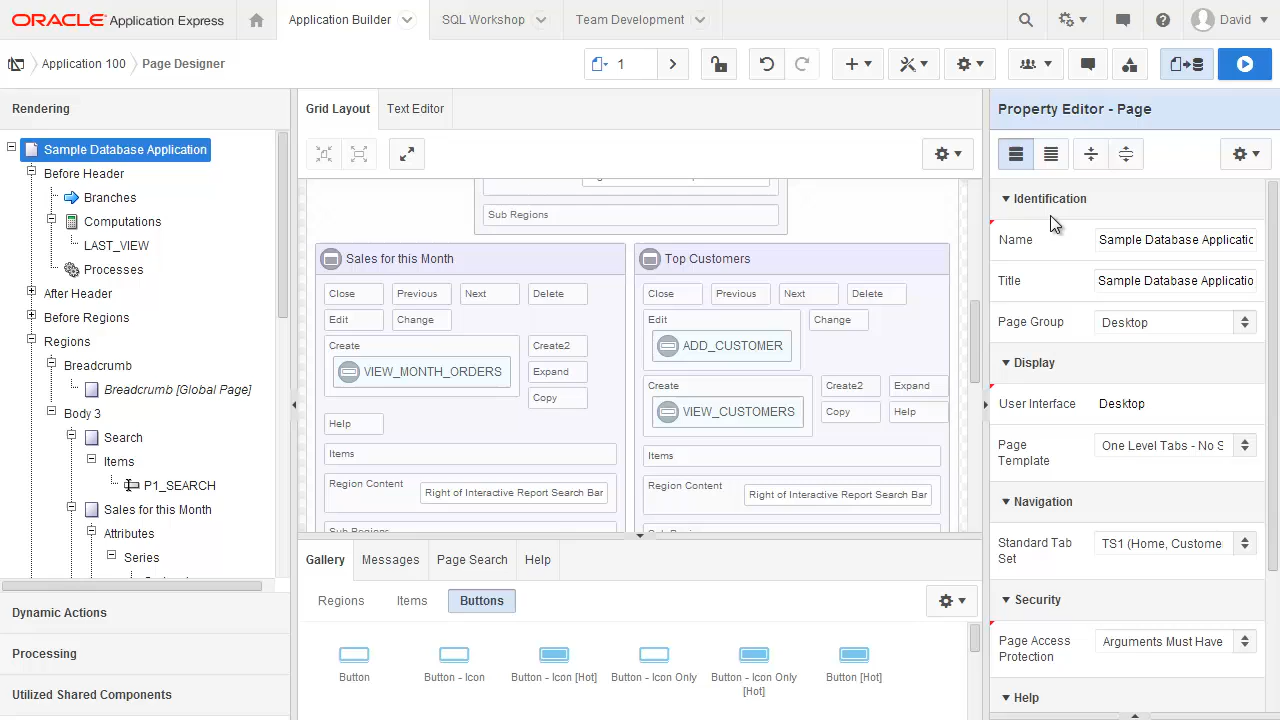 ORACLE Application Express
Application Builder
SQL Workshop
Team Development
David
Application 100
Page Designer
1
Rendering
Sample Database Application
Before Header
Branches
Computations
LAST_VIEW
Processes
After Header
Before Regions
Regions
Breadcrumb
Breadcrumb [Global Page]
Body 3
Search
Items
P1_SEARCH
Sales for this Month
Attributes
Series
Dynamic Actions
Processing
Utilized Shared Components
Grid Layout
Text Editor
Sub Regions
Sales for this Month
Close
Previous
Next
Delete
Edit
Change
Create
VIEW_MONTH_ORDERS
Create2
Expand
Copy
Help
Items
Region Content
Right of Interactive Report Search Bar
Sub Regions
Top Customers
Close
Previous
Next
Delete
Edit
ADD_CUSTOMER
Change
Create
VIEW_CUSTOMERS
Create2
Expand
Copy
Help
Items
Region Content
Right of Interactive Report Search Bar
Gallery
Messages
Page Search
Help
Regions
Items
Buttons
Button
Button - Icon
Button - Icon [Hot]
Button - Icon Only
Button - Icon Only
[Hot]
Button [Hot]
Property Editor - Page
Identification
Name
Sample Database Applicatic
Title
Sample Database Applicatio
Page Group
Desktop
Display
User Interface
Desktop
Page
Template
One Level Tabs - No S
Navigation
Standard Tab
Set
TS1 (Home, Custome
Security
Page Access
Protection
Arguments Must Have
Help